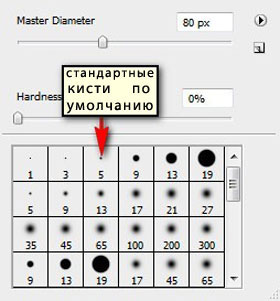 Master Diameter 80 px
стандартные
кисти по
умолчанию
Hardness 0%
1 3 5 9 13 19
5 9 13 17 21 27
35 45 65 100 200 300
9 13 19 17 45 65